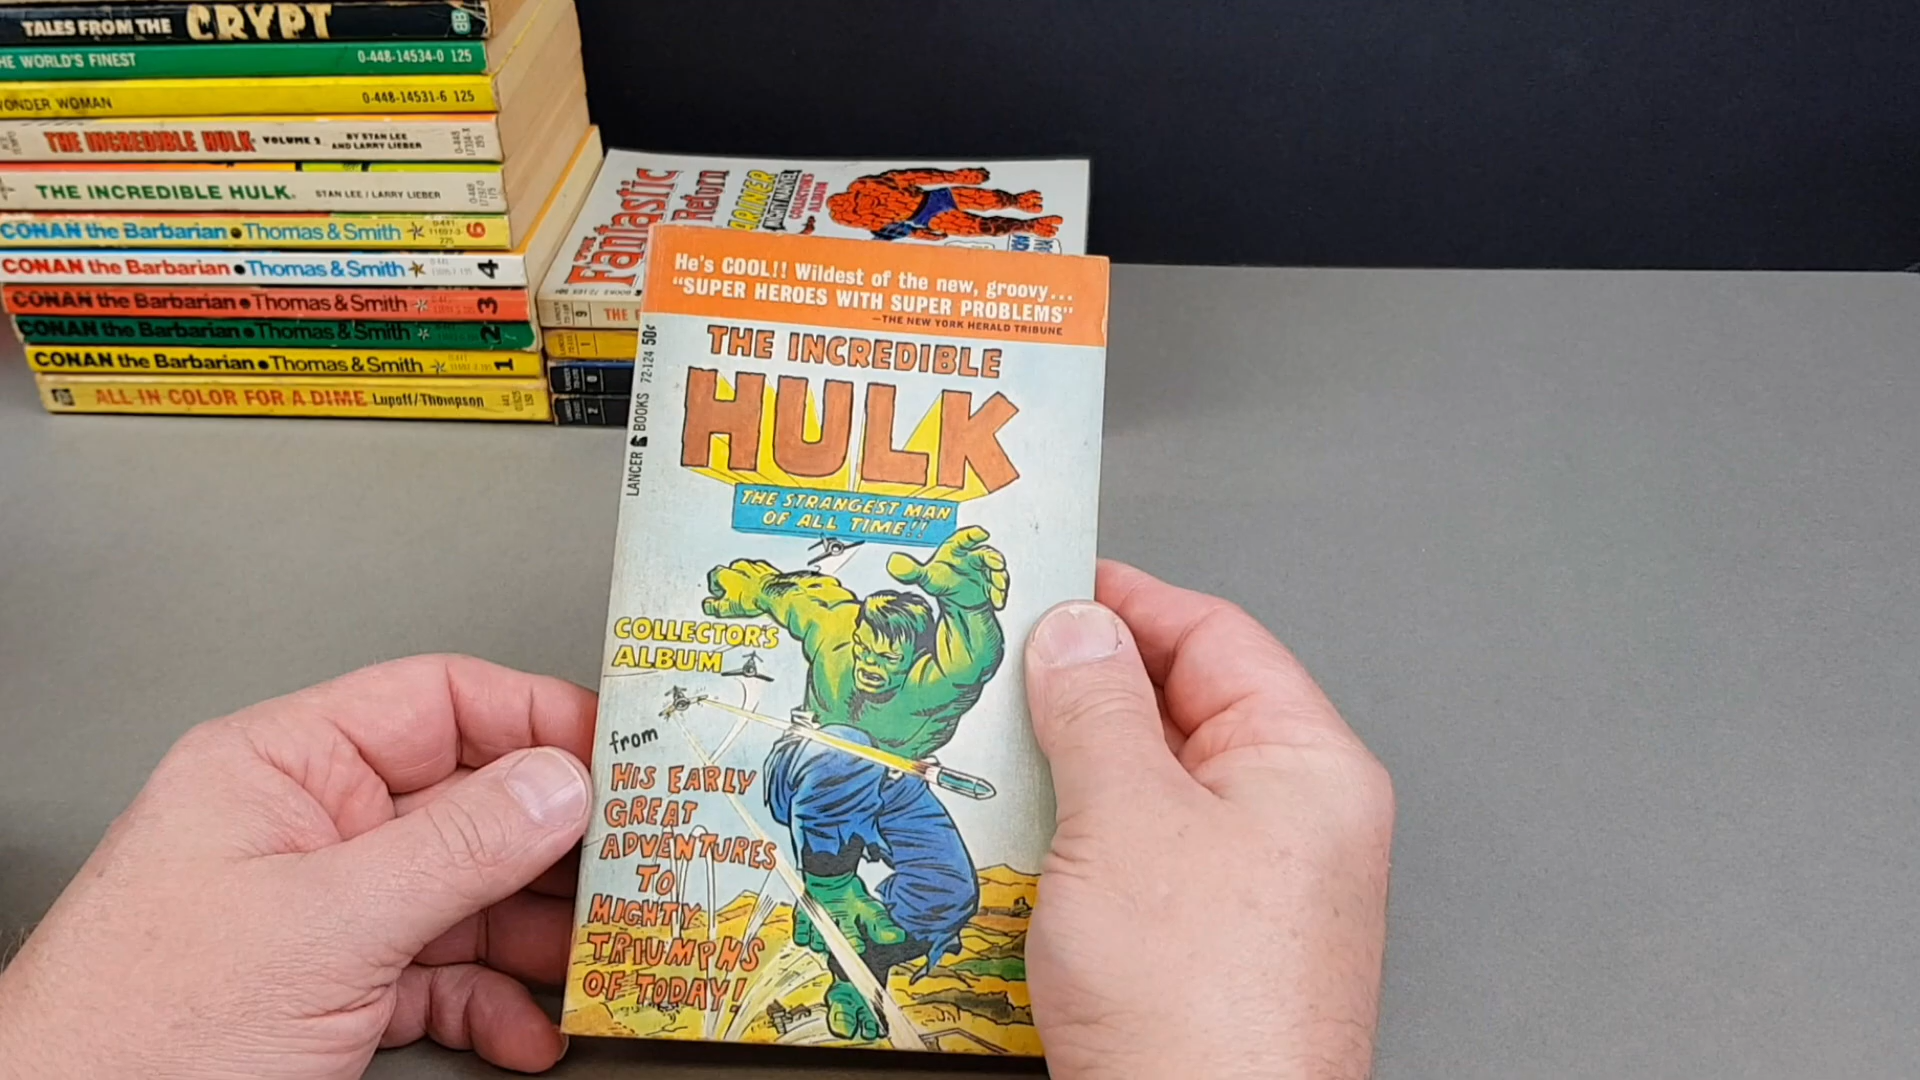 TALES FROM THE CRYPT
THE WORLD'S FINEST 0-448-14534-0 125
WONDER WOMAN 0-448-14531-6 125
THE INCREDIBLE HULK VOLUME 2 BY STAN LEE
AND LARRY LIEBER
THE INCREDIBLE HULK. STAN LEE / LARRY LIEBER
CONAN the Barbarian • Thomas & Smith 6
CONAN the Barbarian • Thomas & Smith 4
CONAN the Barbarian • Thomas & Smith 3
CONAN the Barbarian • Thomas & Smith 2
CONAN the Barbarian • Thomas & Smith 1
ALL IN COLOR FOR A DIME Lupoff/Thompson
THE
Fantastic
Return
MIGHTY MARVEL
COLLECTORS
ALBUM
He's COOL!! Wildest of the new, groovy...
"SUPER HEROES WITH SUPER PROBLEMS"
—THE NEW YORK HERALD TRIBUNE
LANCER BOOKS 72-124 50¢
THE INCREDIBLE
HULK
THE STRANGEST MAN
OF ALL TIME!!
COLLECTOR'S
ALBUM
from
HIS EARLY
GREAT
ADVENTURES
TO
MIGHTY
TRIUMPHS
OF TODAY!